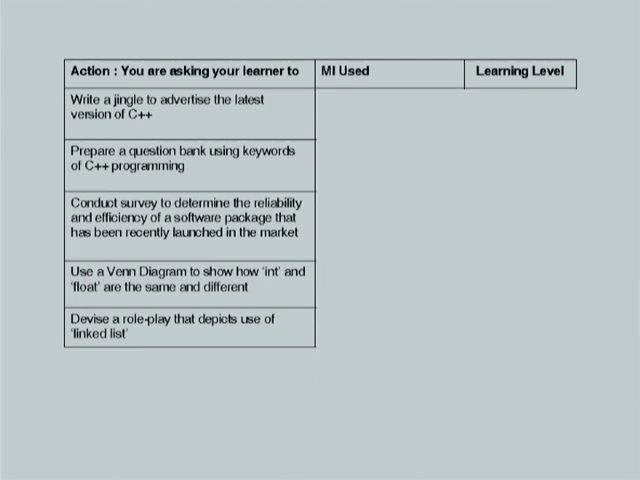 Action : You are asking your learner to MI Used Learning Level
Write a jingle to advertise the latest
version of C++
Prepare a question bank using keywords
of C++ programming
Conduct survey to determine the reliability
and efficiency of a software package that
has been recently launched in the market
Use a Venn Diagram to show how 'int' and
'float' are the same and different
Devise a role-play that depicts use of
'linked list'